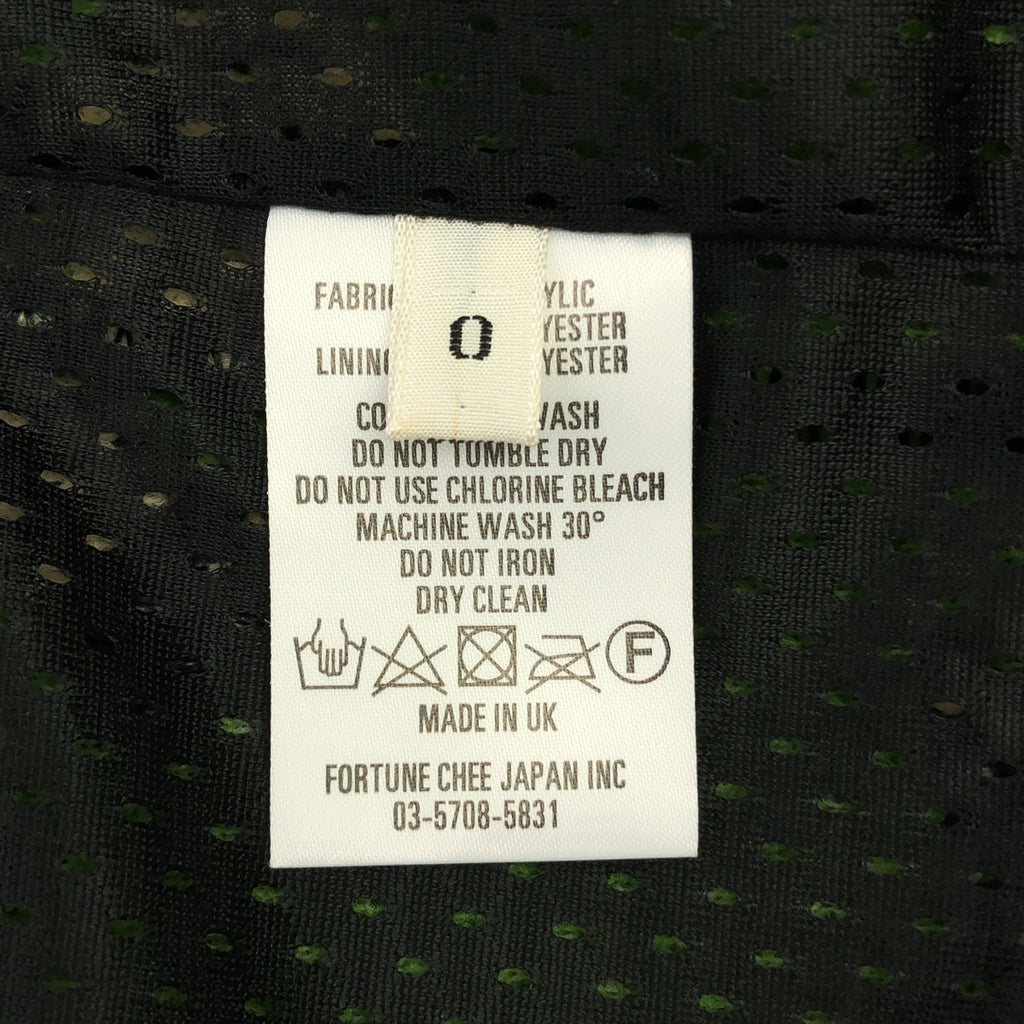 FABRIC
YLIC
YESTER
LINING
YESTER
0
CO WASH
DO NOT TUMBLE DRY
DO NOT USE CHLORINE BLEACH
MACHINE WASH 30°
DO NOT IRON
DRY CLEAN
F
MADE IN UK
FORTUNE CHEE JAPAN INC
03-5708-5831